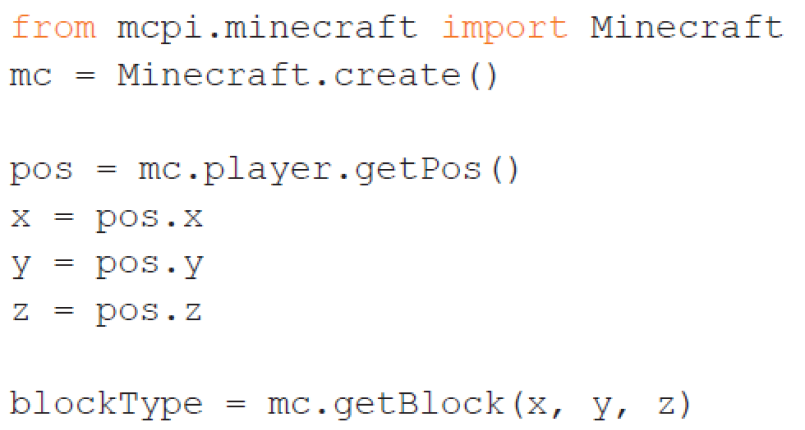 from mcpi.minecraft import Minecraft
mc = Minecraft.create()
pos = mc.player.getPos()
x = pos.x
y = pos.y
z = pos.z
blockType = mc.getBlock(x, y, z)